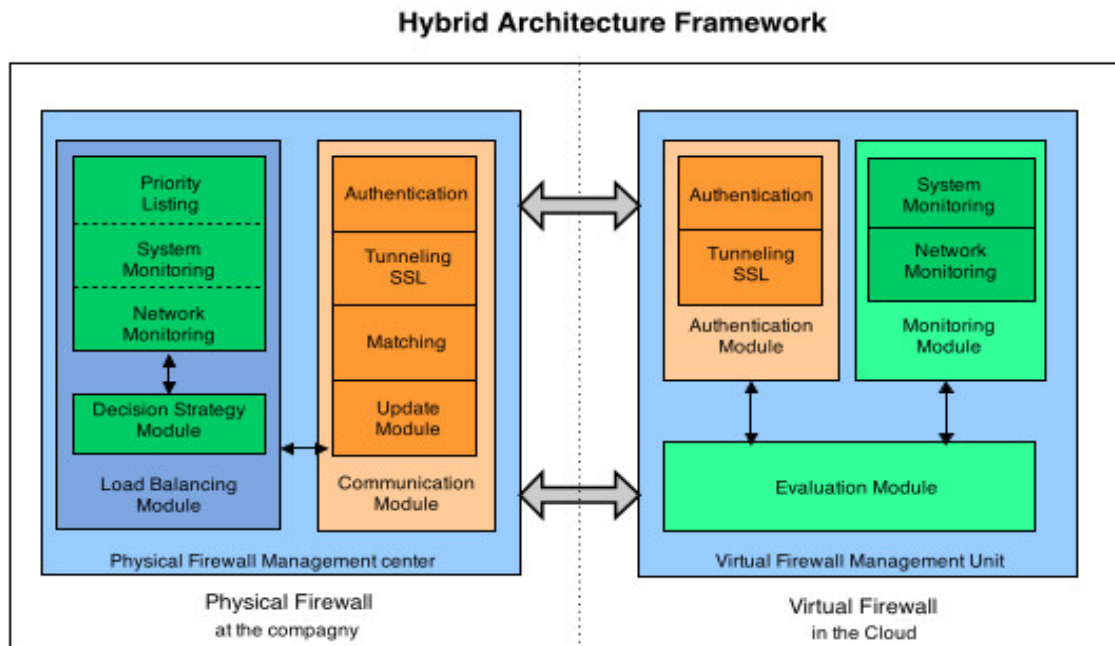 Hybrid Architecture Framework
Priority
Listing
System
Monitoring
Network
Monitoring
Decision Strategy
Module
Load Balancing
Module
Authentication
Tunneling
SSL
Matching
Update
Module
Communication
Module
Physical Firewall Management center
Physical Firewall
at the compagny
Authentication
Tunneling
SSL
Authentication
Module
System
Monitoring
Network
Monitoring
Monitoring
Module
Evaluation Module
Virtual Firewall Management Unit
Virtual Firewall
in the Cloud